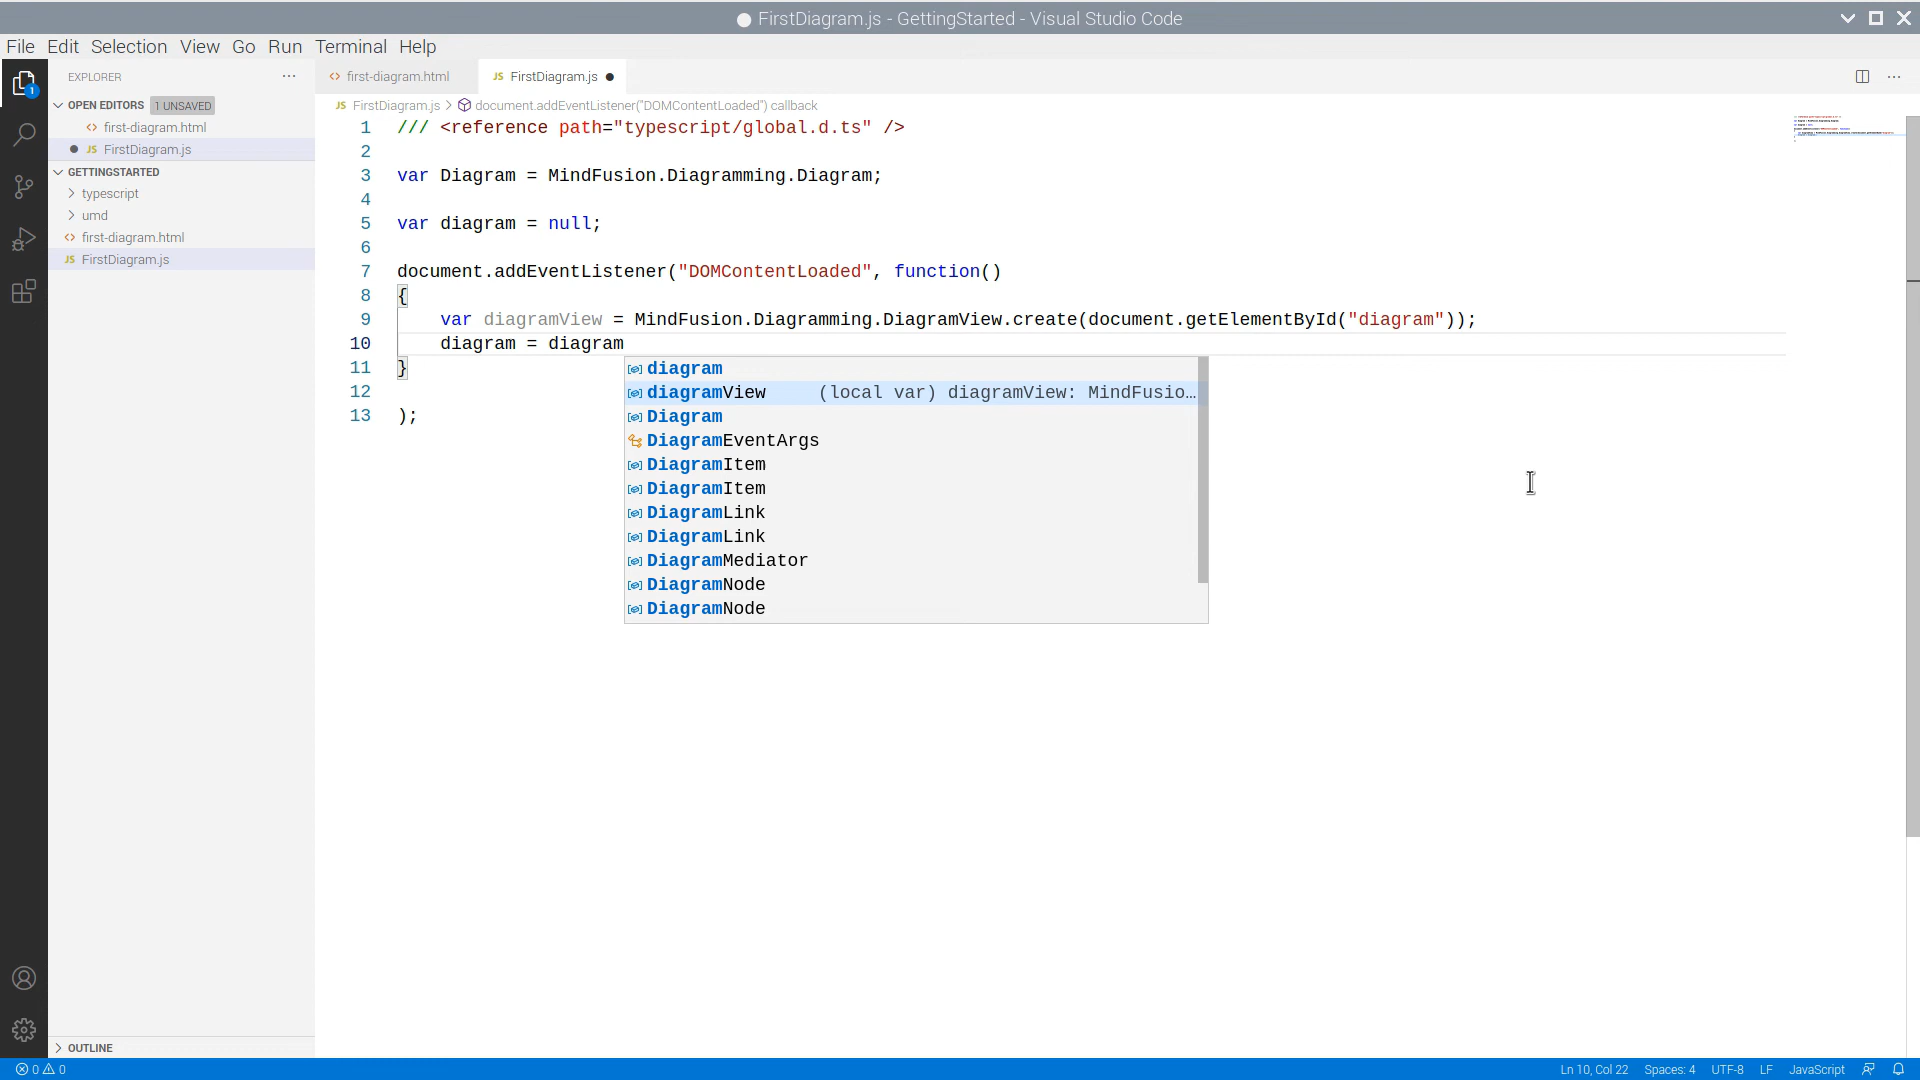 FirstDiagram.js - GettingStarted - Visual Studio Code
File Edit Selection View Go Run Terminal Help
EXPLORER
1
OPEN EDITORS 1 UNSAVED
first-diagram.html
JS FirstDiagram.js
GETTINGSTARTED
typescript
umd
first-diagram.html
JS FirstDiagram.js
OUTLINE
first-diagram.html JS FirstDiagram.js
JS FirstDiagram.js > document.addEventListener("DOMContentLoaded") callback
1 /// <reference path="typescript/global.d.ts" />
2
3 var Diagram = MindFusion.Diagramming.Diagram;
4
5 var diagram = null;
6
7 document.addEventListener("DOMContentLoaded", function()
8 {
9 var diagramView = MindFusion.Diagramming.DiagramView.create(document.getElementById("diagram"));
10 diagram = diagram
11 }
12
13 );
diagram
diagramView (local var) diagramView: MindFusio…
Diagram
DiagramEventArgs
DiagramItem
DiagramItem
DiagramLink
DiagramLink
DiagramMediator
DiagramNode
DiagramNode
0 0 Ln 10, Col 22 Spaces: 4 UTF-8 LF JavaScript